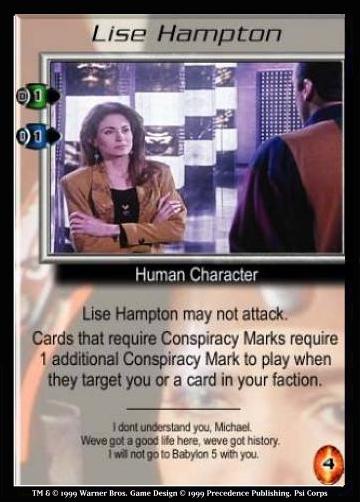 Lise Hampton
1
1
Human Character
Lise Hampton may not attack.
Cards that require Conspiracy Marks require
1 additional Conspiracy Mark to play when
they target you or a card in your faction.
I dont understand you, Michael.
Weve got a good life here, weve got history.
I will not go to Babylon 5 with you.
4
TM & © 1999 Warner Bros. Game Design © 1999 Precedence Publishing. Psi Corps